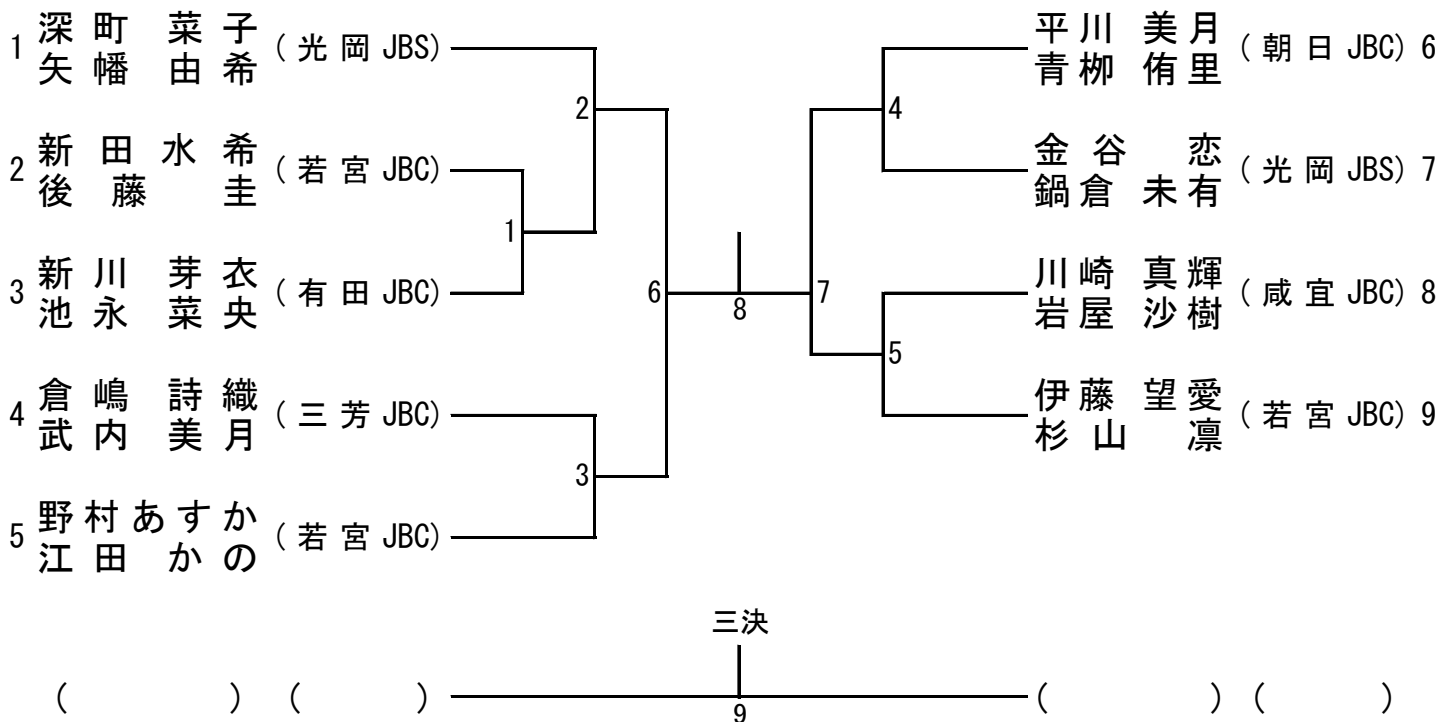 深町 菜子
1 (光岡 JBS)
矢幡 由希
2
新田水希
2 (若宮 JBC)
後藤 圭
1
新川 芽衣
3 (有田 JBC)
池永 菜央
6
倉嶋 詩織
4 (三芳 JBC)
武内 美月
3
野村あすか
5 (若宮 JBC)
江田 かの
8
平川 美月
(朝日 JBC) 6
青栁 侑里
4
金谷 恋
(光岡 JBS) 7
鍋倉 未有
7
川崎 真輝
(咸宜 JBC) 8
岩屋 沙樹
5
伊藤 望愛
(若宮 JBC) 9
杉山 凛
三決
( ) ( ) ( ) ( )
9